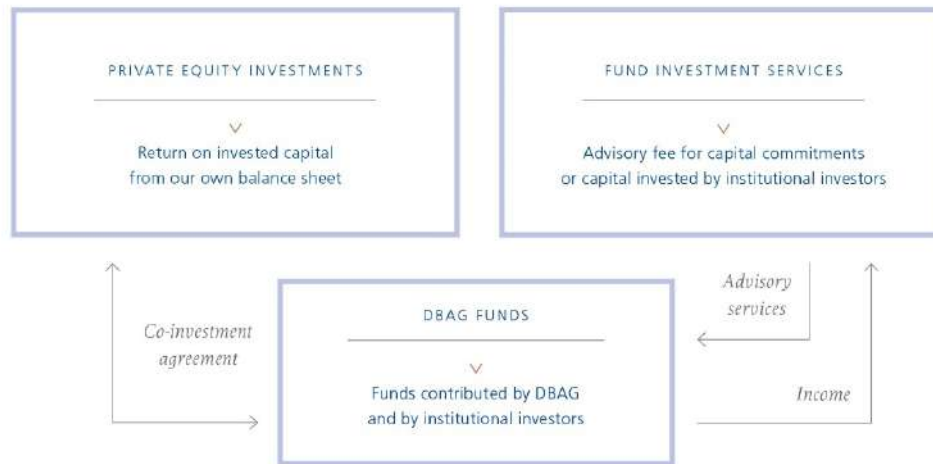 PRIVATE EQUITY INVESTMENTS
Return on invested capital
from our own balance sheet
FUND INVESTMENT SERVICES
Advisory fee for capital commitments
or capital invested by institutional investors
Co-investment
agreement
DBAG FUNDS
Funds contributed by DBAG
and by institutional investors
Advisory
services
Income